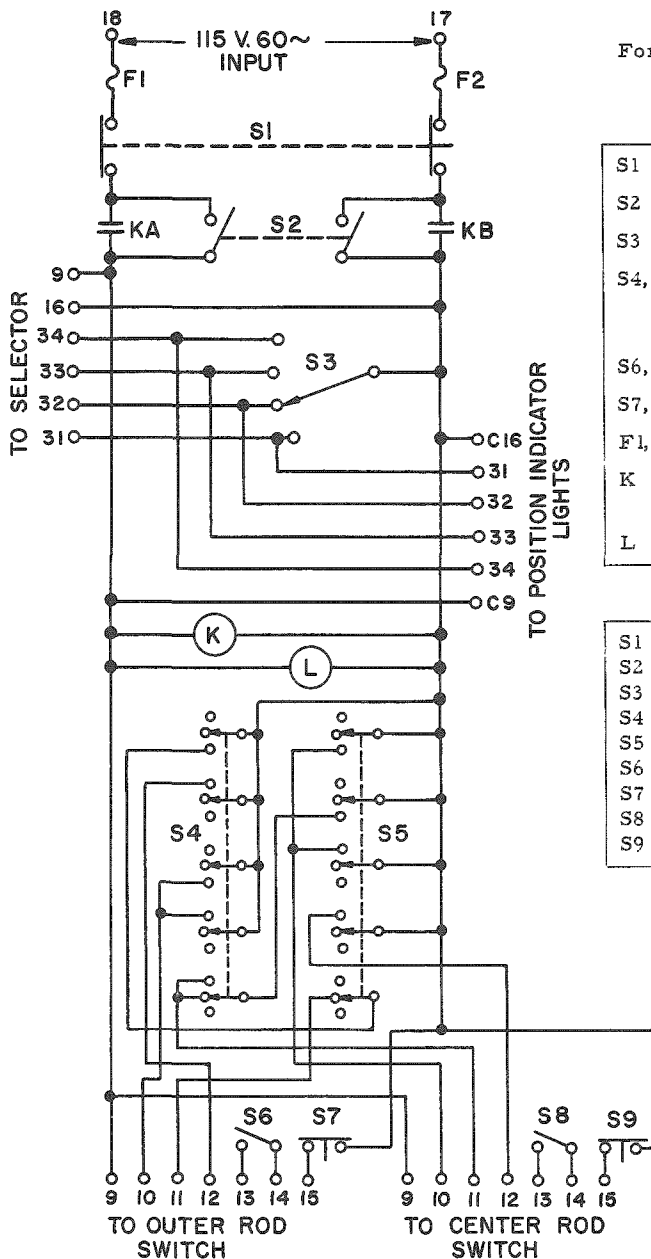 18
17
115 V. 60~
INPUT
For
F1
F2
S1
S1
S2
S3
S4,
S6,
S7,
F1,
K
L
KA
S2
KB
TO SELECTOR
9
16
34
33
32
31
S3
C16
31
32
33
34
C9
TO POSITION INDICATOR
LIGHTS
K
L
S1
S2
S3
S4
S5
S6
S7
S8
S9
S4
S5
S6
S7
S8
S9
9
10
11
12
13
14
15
9
10
11
12
13
14
15
TO OUTER ROD
SWITCH
TO CENTER ROD
SWITCH